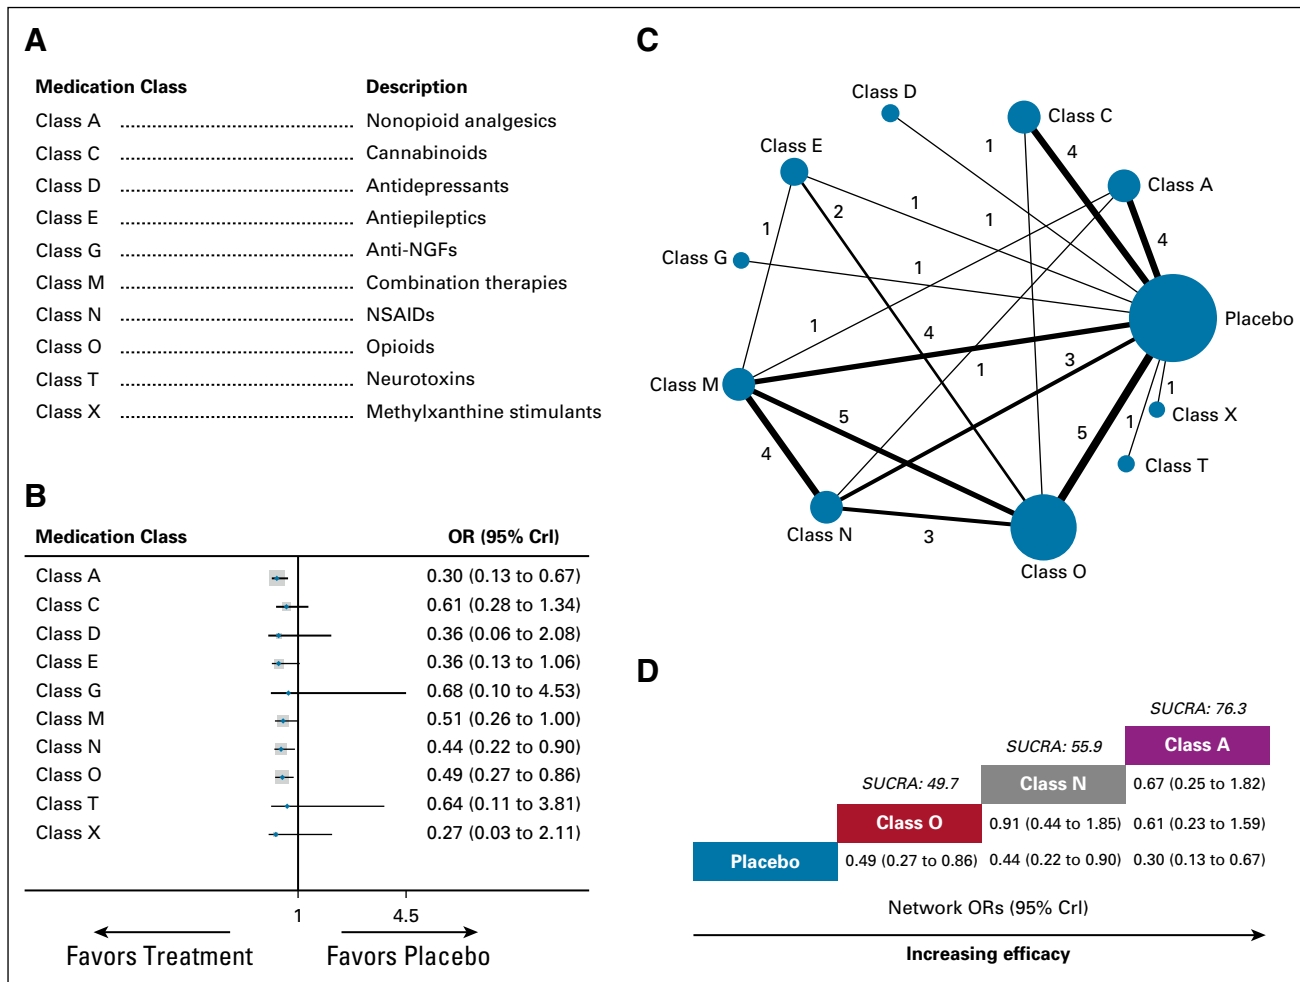 A
Medication Class Description
Class A ........................................ Nonopioid analgesics
Class C ........................................ Cannabinoids
Class D ........................................ Antidepressants
Class E ........................................ Antiepileptics
Class G ........................................ Anti-NGFs
Class M ........................................ Combination therapies
Class N ........................................ NSAIDs
Class O ........................................ Opioids
Class T ........................................ Neurotoxins
Class X ........................................ Methylxanthine stimulants
B
Medication Class OR (95% CrI)
Class A 0.30 (0.13 to 0.67)
Class C 0.61 (0.28 to 1.34)
Class D 0.36 (0.06 to 2.08)
Class E 0.36 (0.13 to 1.06)
Class G 0.68 (0.10 to 4.53)
Class M 0.51 (0.26 to 1.00)
Class N 0.44 (0.22 to 0.90)
Class O 0.49 (0.27 to 0.86)
Class T 0.64 (0.11 to 3.81)
Class X 0.27 (0.03 to 2.11)
1 4.5
Favors Treatment Favors Placebo
C
Class D
Class C
Class E
1 4
Class A
2 1 1
1
4
Class G 1
Placebo
1 4
3
1
Class M
1
5
Class X
1
5
4
Class T
Class N 3
Class O
D
SUCRA: 76.3
SUCRA: 55.9 Class A
SUCRA: 49.7 Class N 0.67 (0.25 to 1.82)
Class O 0.91 (0.44 to 1.85) 0.61 (0.23 to 1.59)
Placebo 0.49 (0.27 to 0.86) 0.44 (0.22 to 0.90) 0.30 (0.13 to 0.67)
Network ORs (95% CrI)
Increasing efficacy